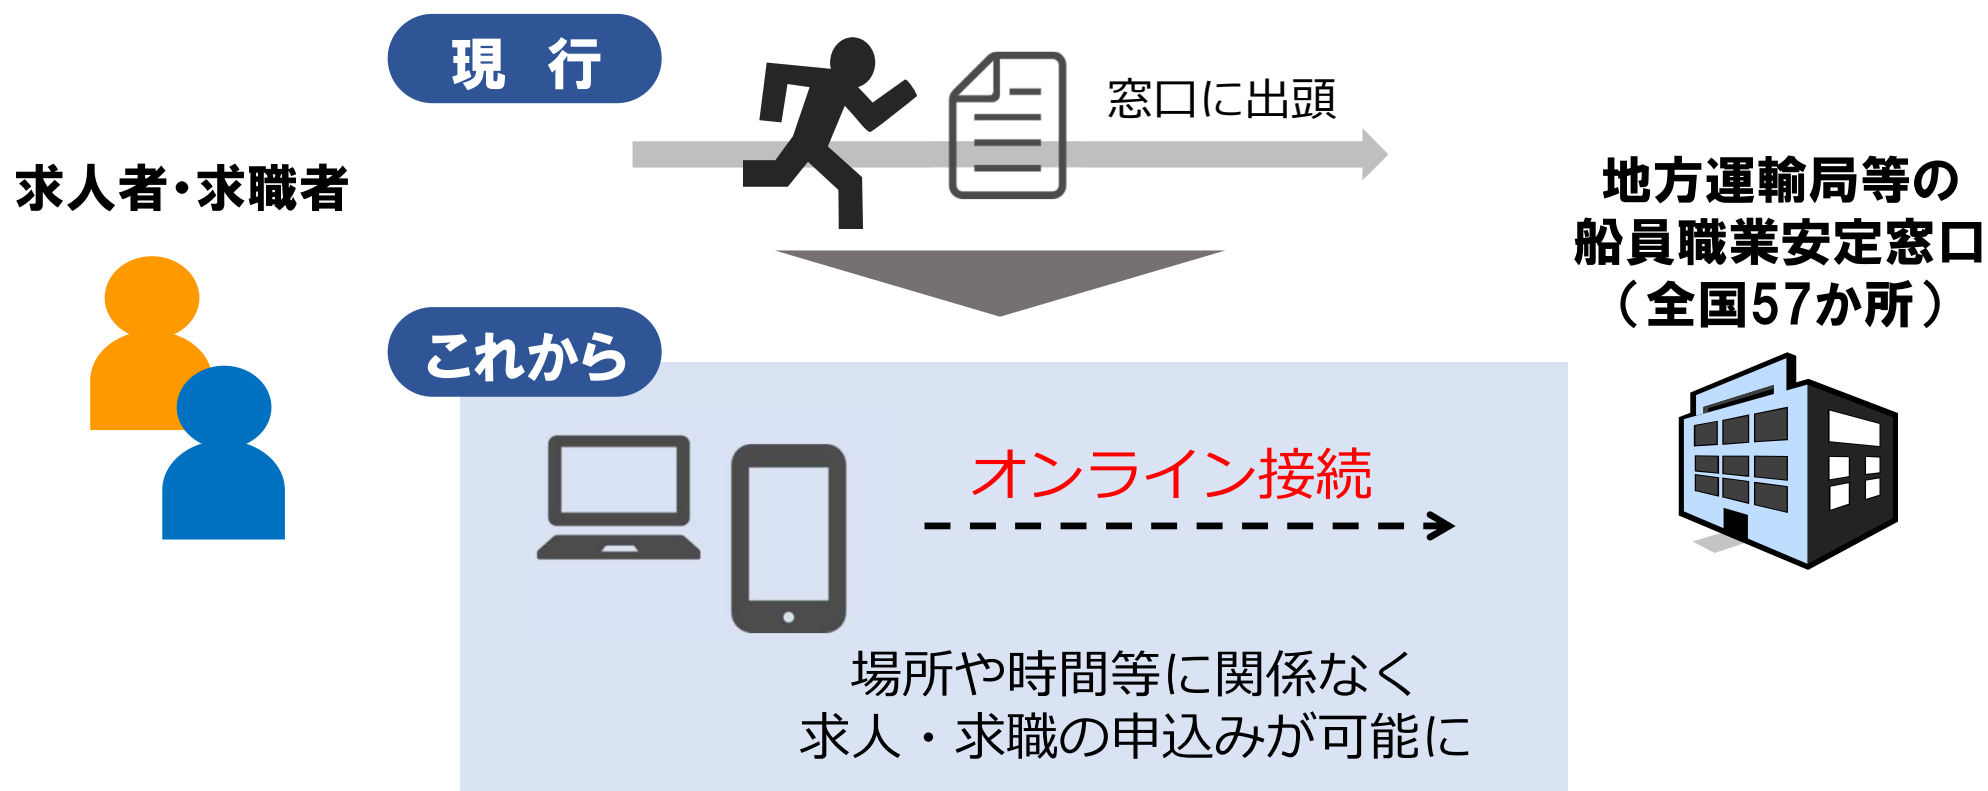 現　行
窓口に出頭
求人者・求職者
地方運輸局等の
船員職業安定窓口
（全国57か所）
これから
オンライン接続
場所や時間等に関係なく
求人・求職の申込みが可能に